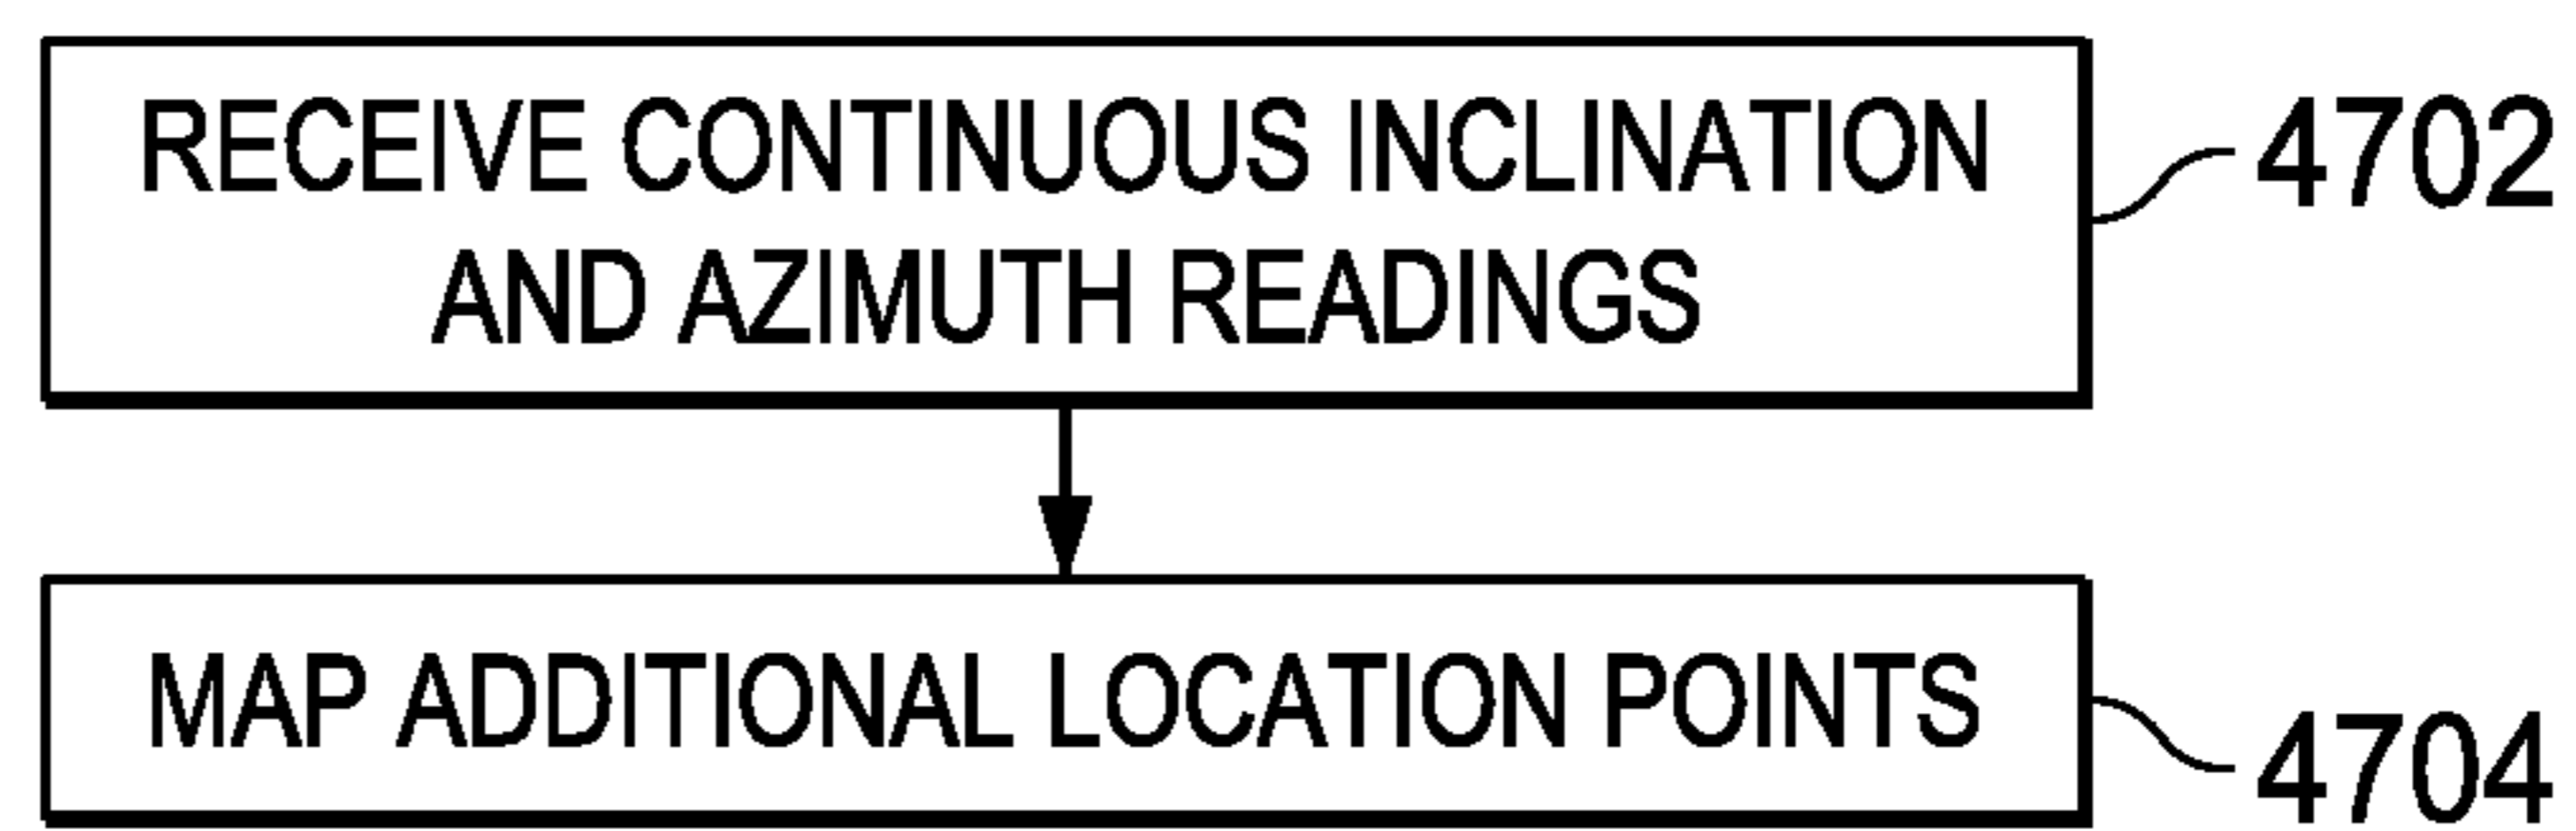 RECEIVE CONTINUOUS INCLINATION
AND AZIMUTH READINGS
4702
MAP ADDITIONAL LOCATION POINTS
4704